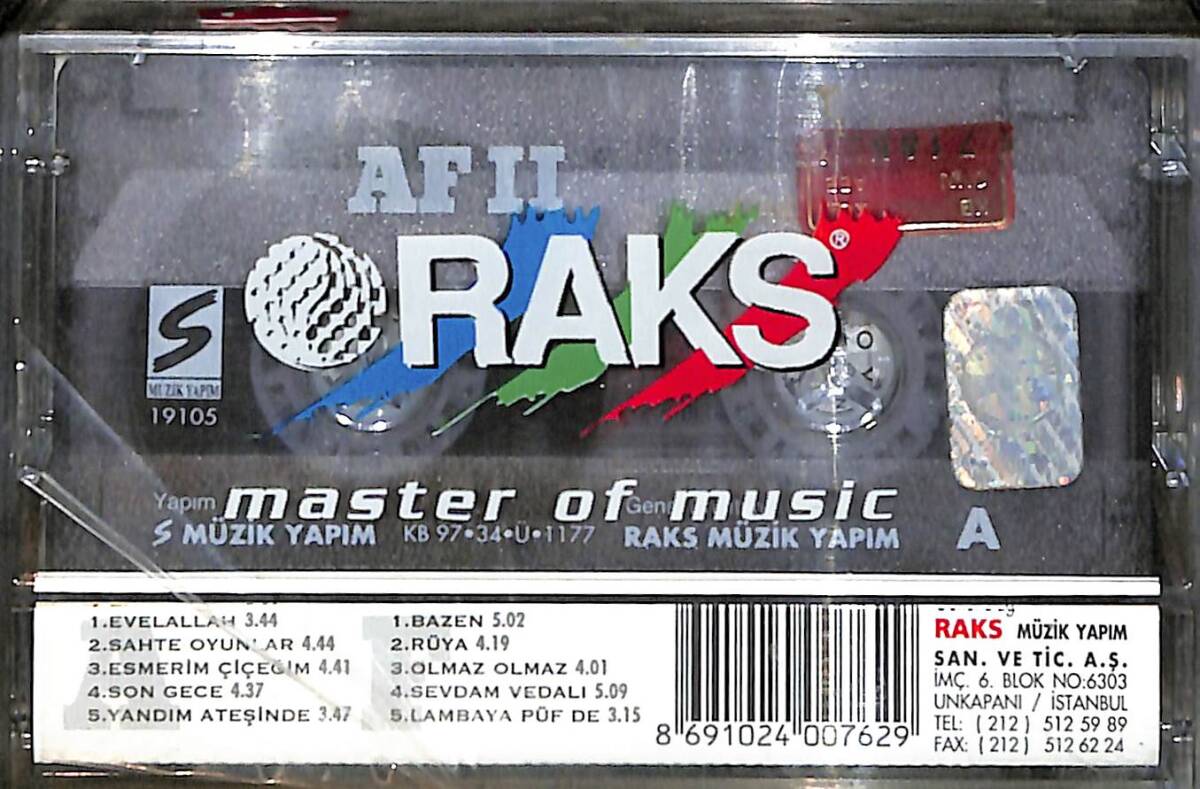 AF II
RAKS®
S
MÜZİK YAPIM
19105
Yapım
master of music
S MÜZİK YAPIM KB 97•34•Ü•1177 RAKS MÜZİK YAPIM
A
1.EVELALLAH 3.44
2.SAHTE OYUNLAR 4.44
3.ESMERİM ÇİÇEĞİM 4.41
4.SON GECE 4.37
5.YANDIM ATEŞİNDE 3.47
1.BAZEN 5.02
2.RÜYA 4.19
3.OLMAZ OLMAZ 4.01
4.SEVDAM VEDALI 5.09
5.LAMBAYA PÜF DE 3.15
8 691024 007629
RAKS MÜZİK YAPIM
SAN. VE TİC. A.Ş.
İMÇ. 6. BLOK NO:6303
UNKAPANI / İSTANBUL
TEL: (212) 512 59 89
FAX: (212) 512 62 24